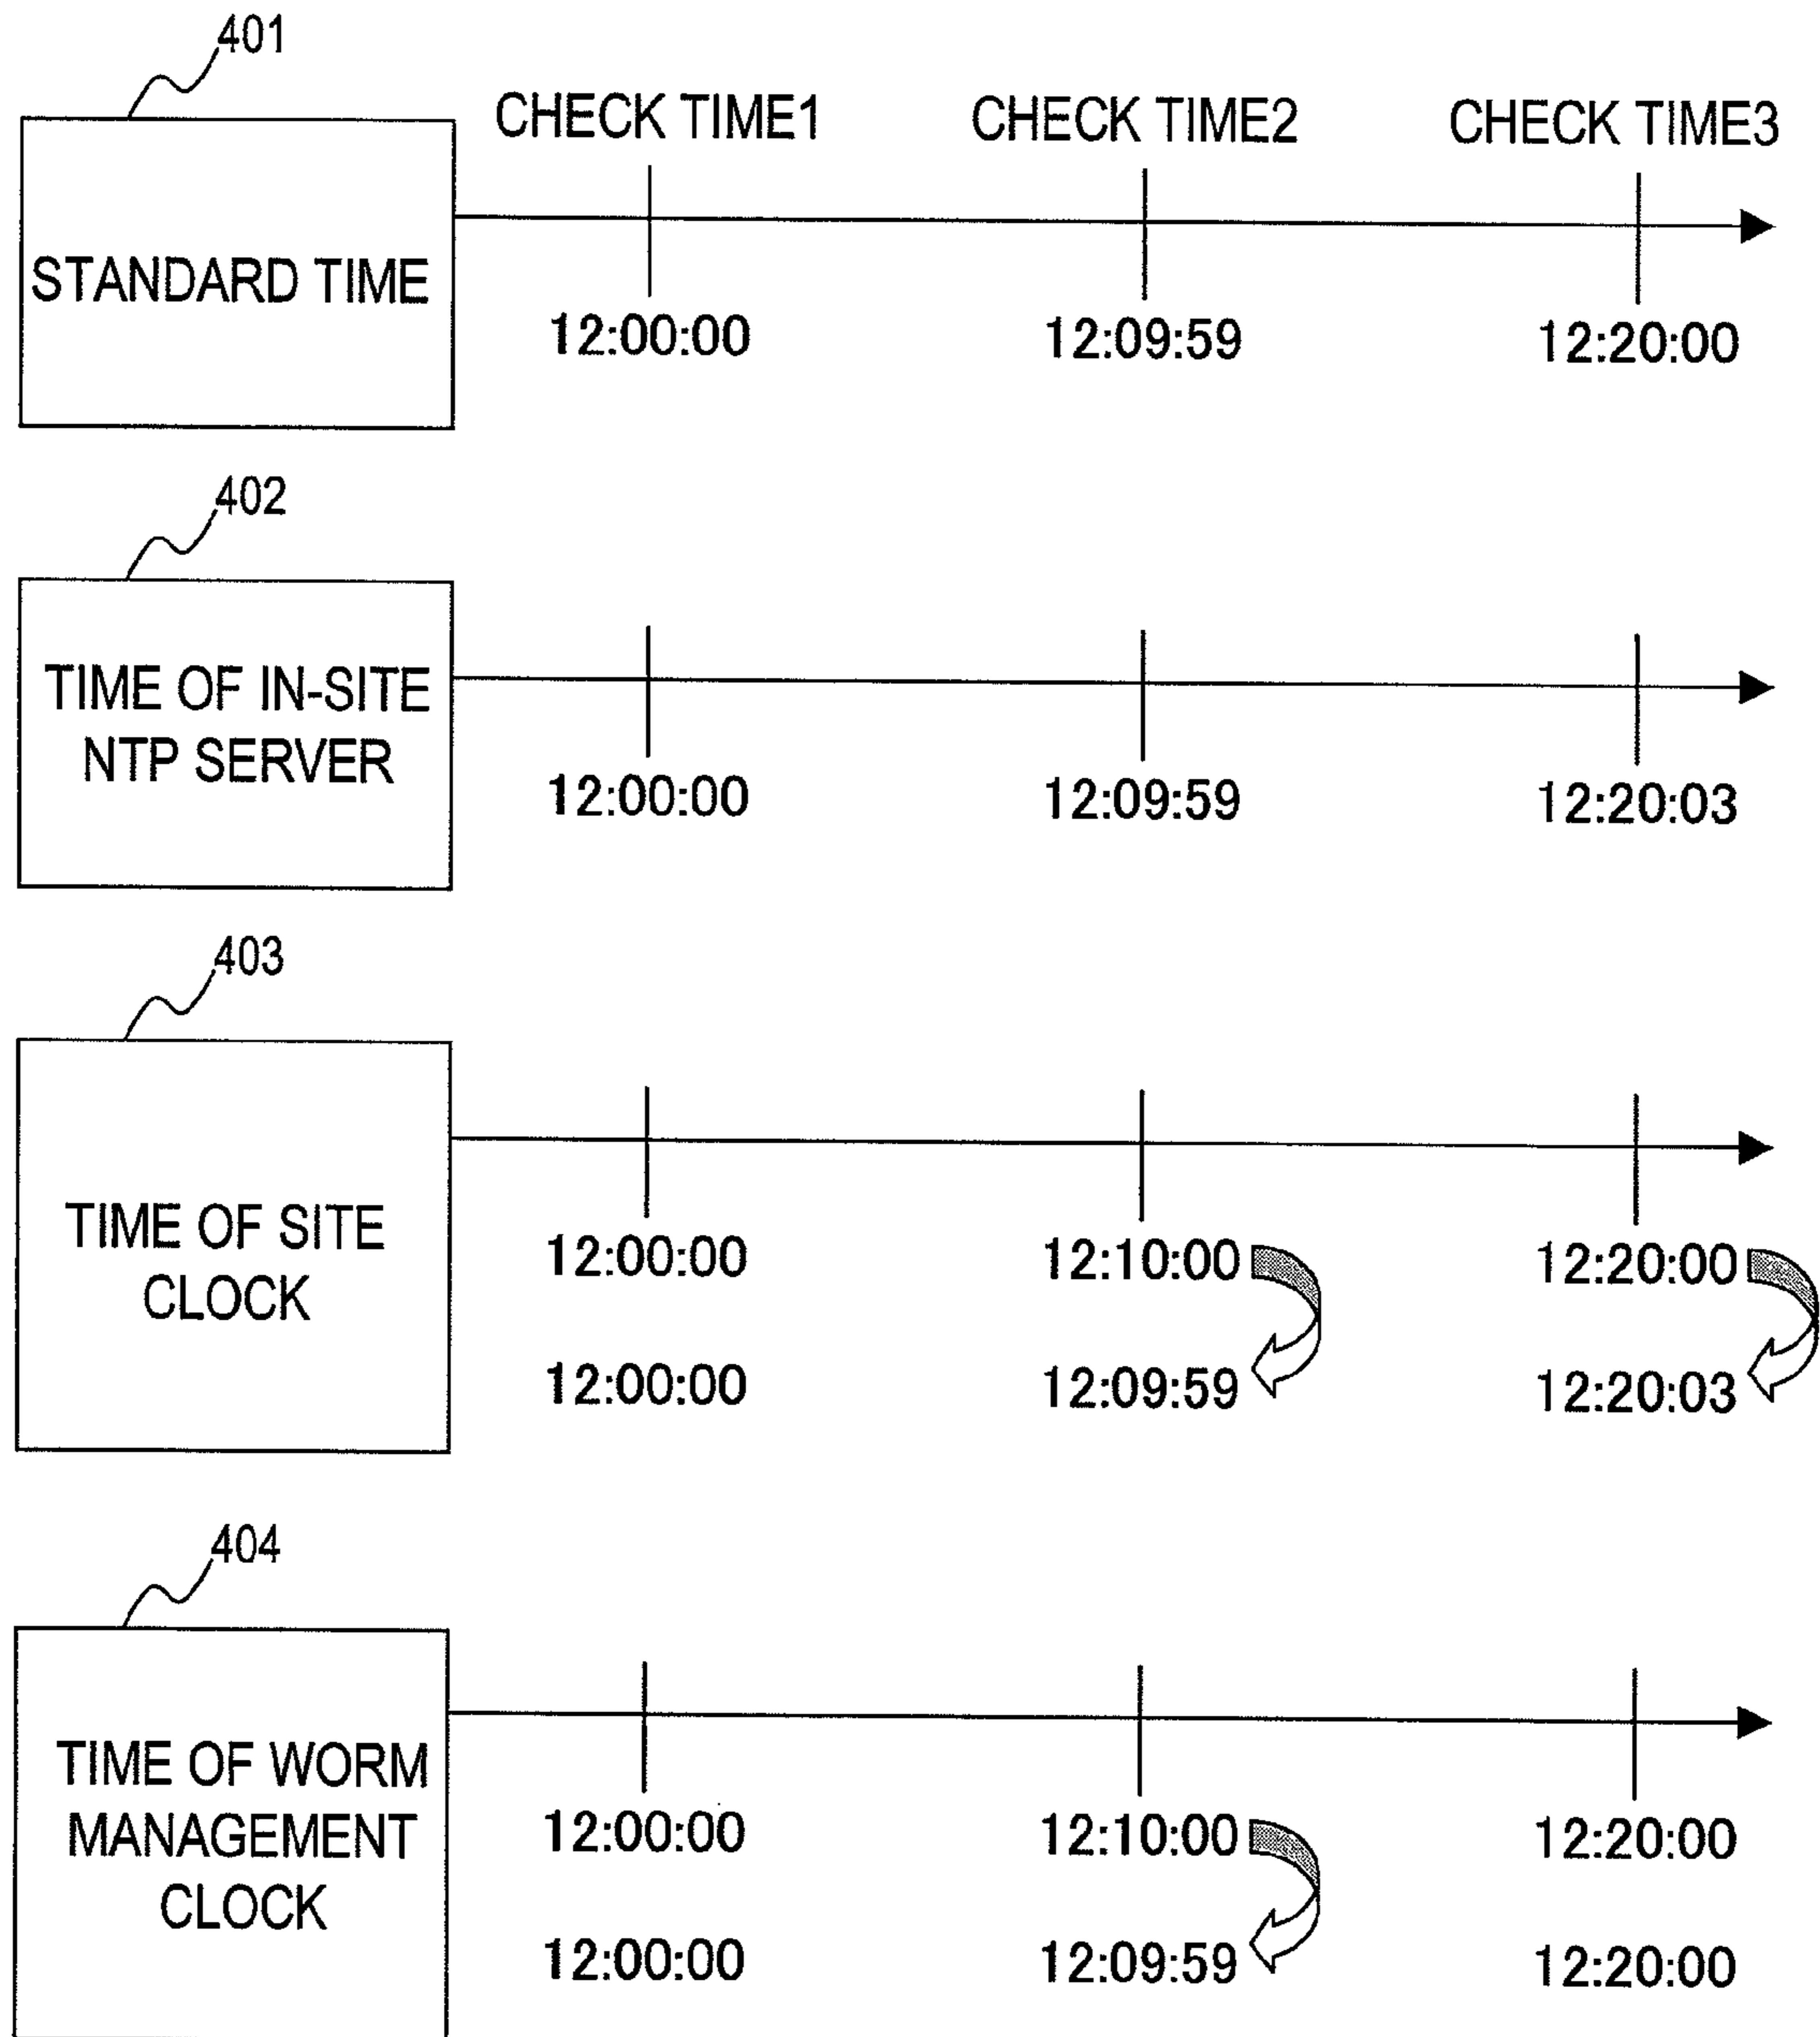 401
CHECK TIME1 CHECK TIME2 CHECK TIME3
STANDARD TIME
12:00:00 12:09:59 12:20:00
402
TIME OF IN-SITE
NTP SERVER
12:00:00 12:09:59 12:20:03
403
TIME OF SITE
CLOCK
12:00:00 12:10:00 12:20:00
12:00:00 12:09:59 12:20:03
404
TIME OF WORM
MANAGEMENT
CLOCK
12:00:00 12:10:00 12:20:00
12:00:00 12:09:59 12:20:00